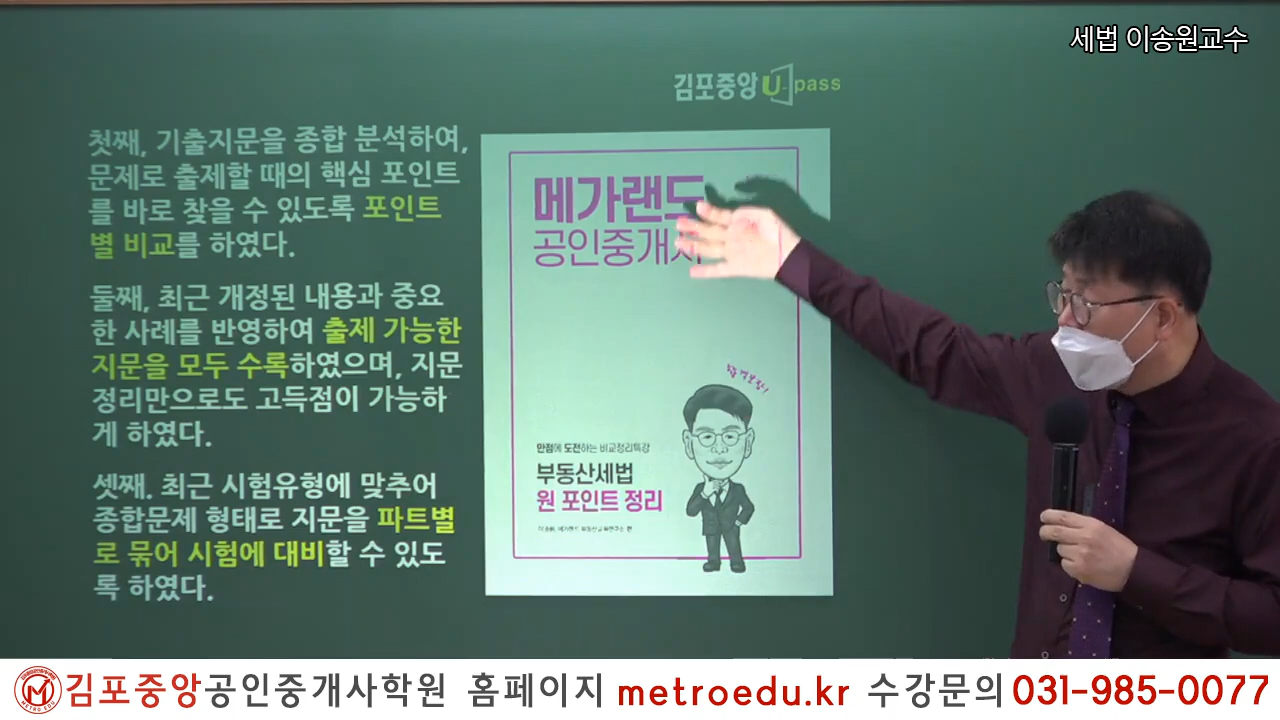 세법 이송원교수
김포중앙 U-pass
첫째, 기출지문을 종합 분석하여,
문제로 출제할 때의 핵심 포인트
를 바로 찾을 수 있도록 포인트
별 비교를 하였다.
둘째, 최근 개정된 내용과 중요
한 사례를 반영하여 출제 가능한
지문을 모두 수록하였으며, 지문
정리만으로도 고득점이 가능하
게 하였다.
셋째. 최근 시험유형에 맞추어
종합문제 형태로 지문을 파트별
로 묶어 시험에 대비할 수 있도
록 하였다.
메가랜드
공인중개사
만점에 도전하는 비교정리특강
부동산세법
원 포인트 정리
METRO EDU
김포중앙공인중개사학원 홈페이지 metroedu.kr 수강문의 031-985-0077